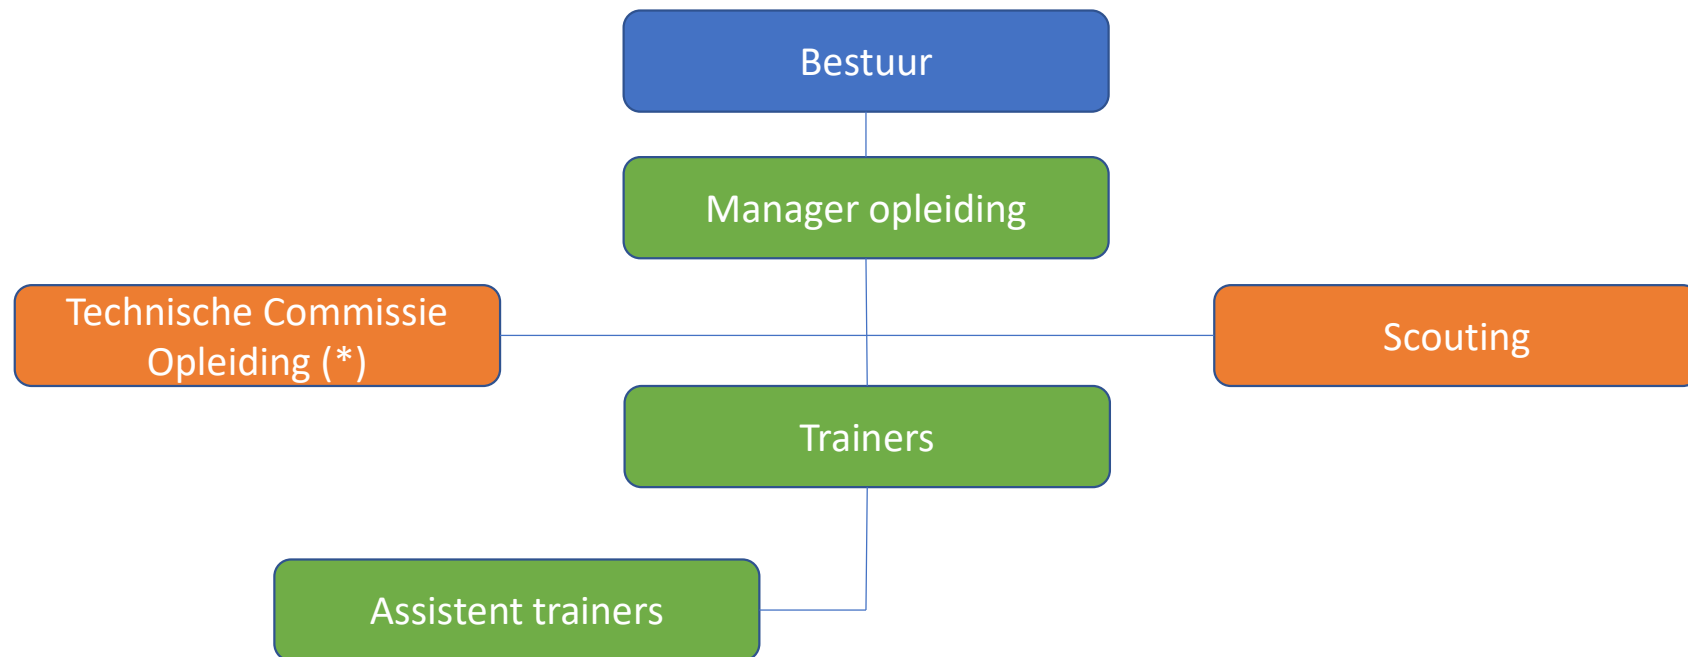 Bestuur
Manager opleiding
Technische Commissie
Opleiding (*)
Scouting
Trainers
Assistent trainers